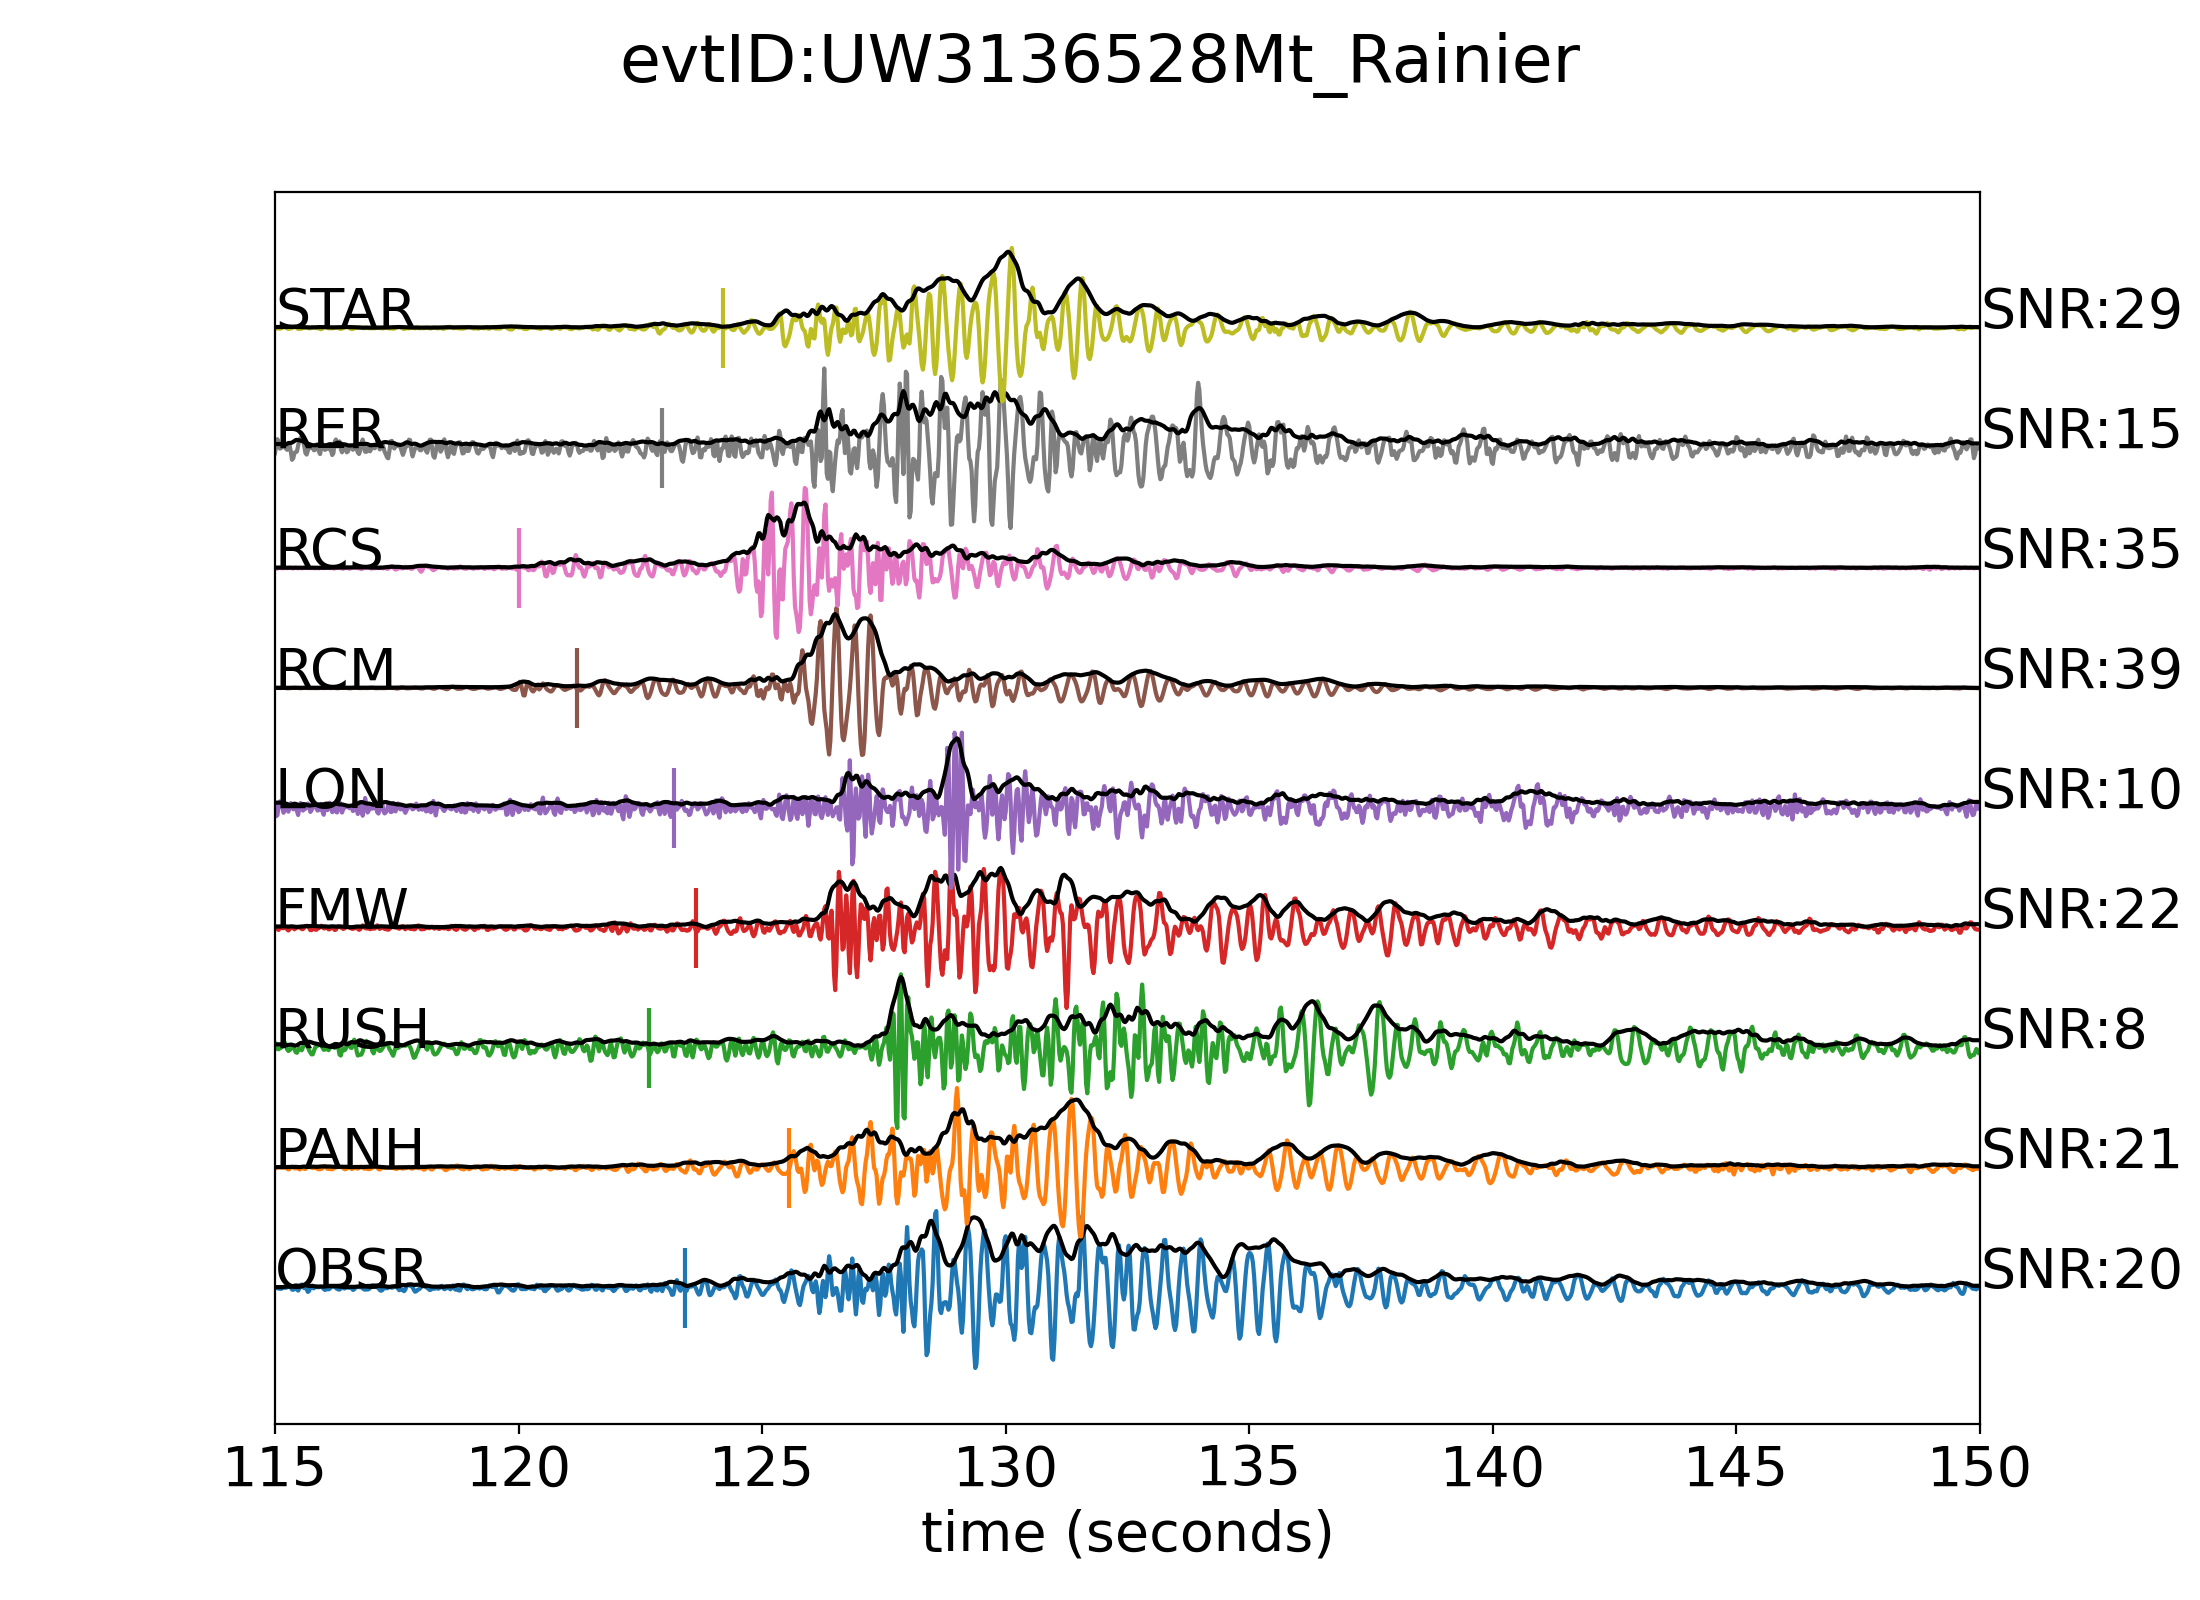 evtID:UW3136528Mt_Rainier
STAR SNR:29
RER SNR:15
RCS SNR:35
RCM SNR:39
LON SNR:10
FMW SNR:22
RUSH SNR:8
PANH SNR:21
OBSR SNR:20
115 120 125 130 135 140 145 150
time (seconds)